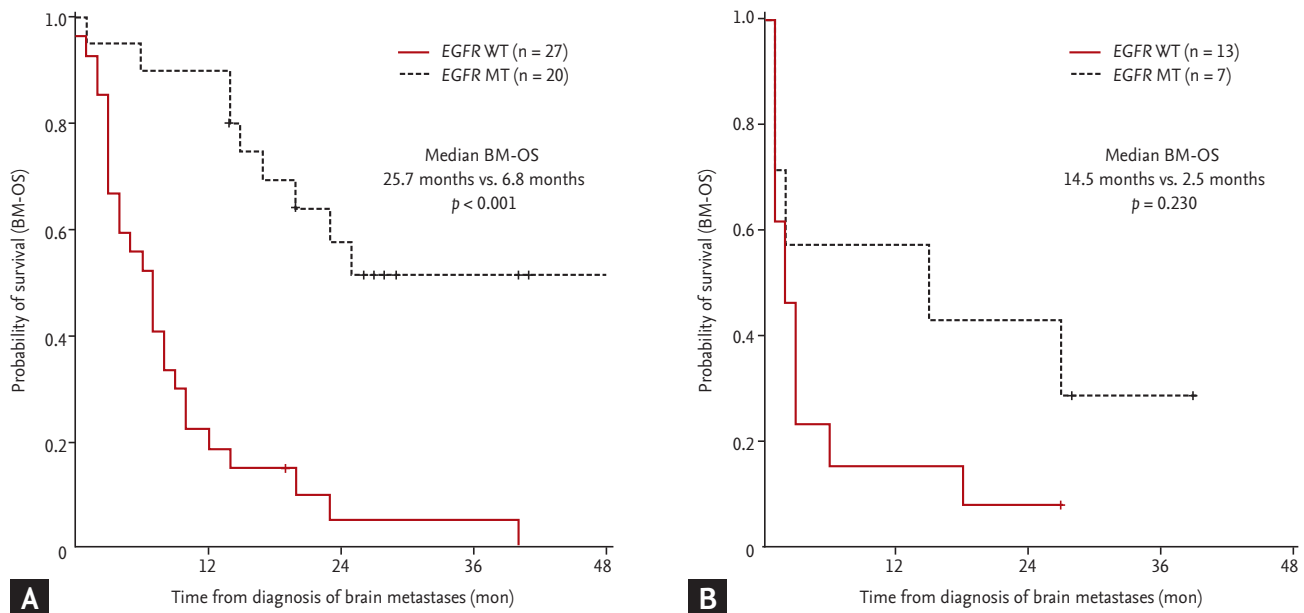 1.0
0.8
0.6
0.4
0.2
0
Probability of survival (BM-OS)
EGFR WT (n = 27)
EGFR MT (n = 20)
Median BM-OS
25.7 months vs. 6.8 months
p < 0.001
12
24
36
48
Time from diagnosis of brain metastases (mon)
A
1.0
0.8
0.6
0.4
0.2
0
Probability of survival (BM-OS)
EGFR WT (n = 13)
EGFR MT (n = 7)
Median BM-OS
14.5 months vs. 2.5 months
p = 0.230
12
24
36
48
Time from diagnosis of brain metastases (mon)
B